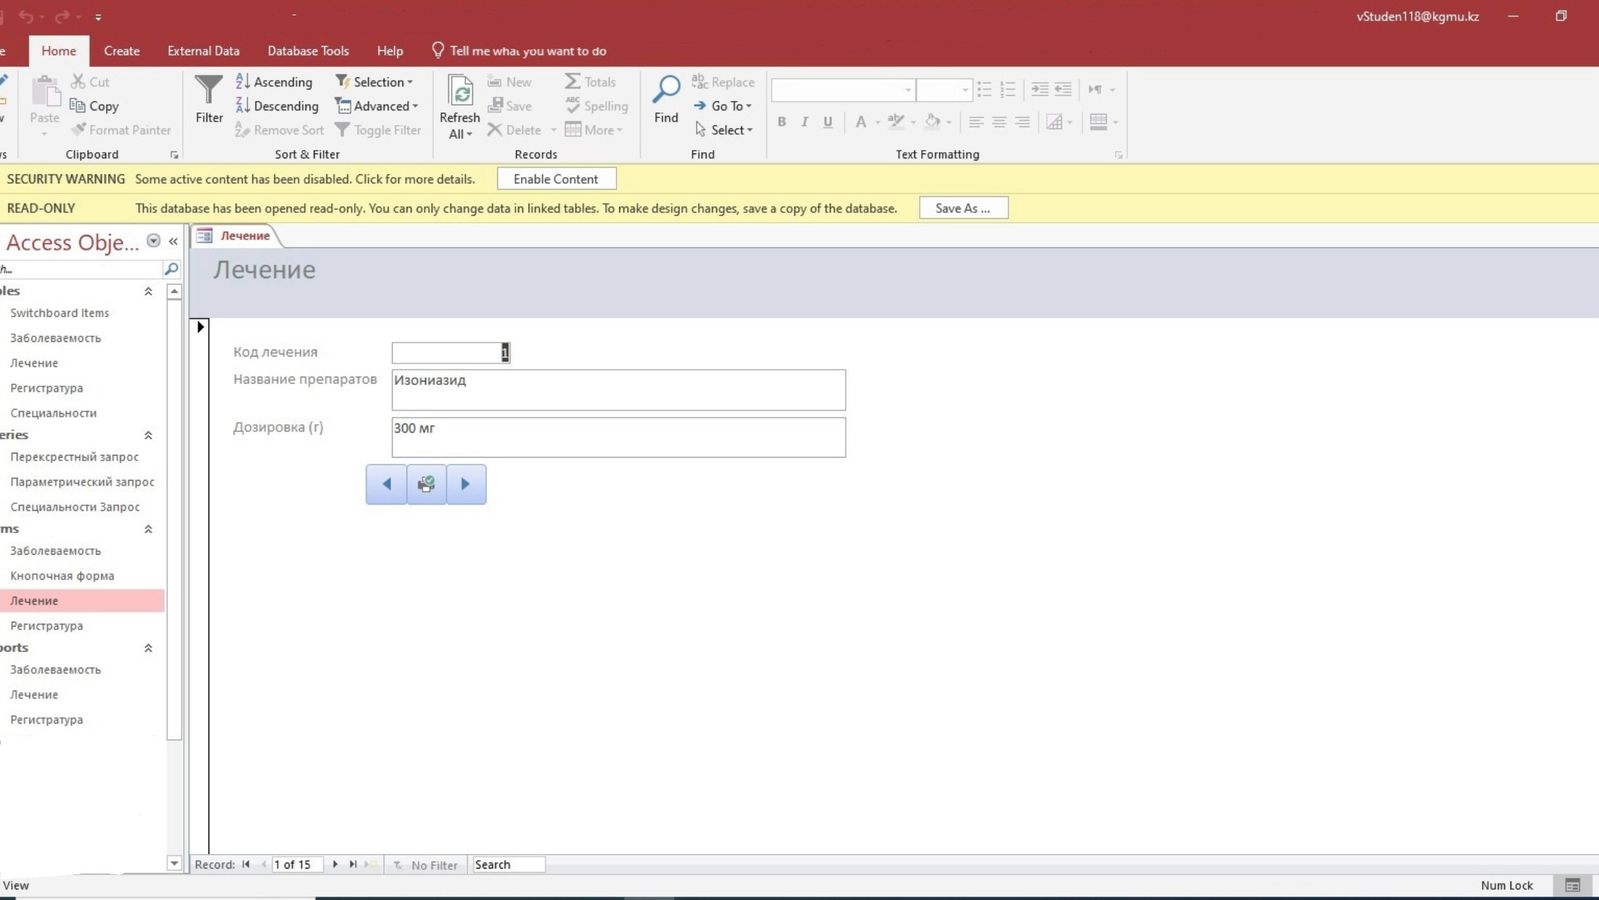 vStuden118@kgmu.kz
Home Create External Data Database Tools Help Tell me what you want to do
Cut Ascending Selection New Totals Replace
Paste Copy Filter Descending Advanced Refresh All Save Spelling Find Go To
Format Painter Remove Sort Toggle Filter Delete More Select B I U A
Clipboard Sort & Filter Records Find Text Formatting
SECURITY WARNING Some active content has been disabled. Click for more details. Enable Content
READ-ONLY This database has been opened read-only. You can only change data in linked tables. To make design changes, save a copy of the database. Save As ...
Access Obje...
Лечение
Лечение
Switchboard Items
Заболеваемость
Лечение
Регистратура
Специальности
Перексрестный запрос
Параметрический запрос
Специальности Запрос
Заболеваемость
Кнопочная форма
Лечение
Регистратура
Заболеваемость
Лечение
Регистратура
Код лечения 1
Название препаратов Изониазид
Дозировка (г) 300 мг
Record: 1 of 15 No Filter Search
View Num Lock